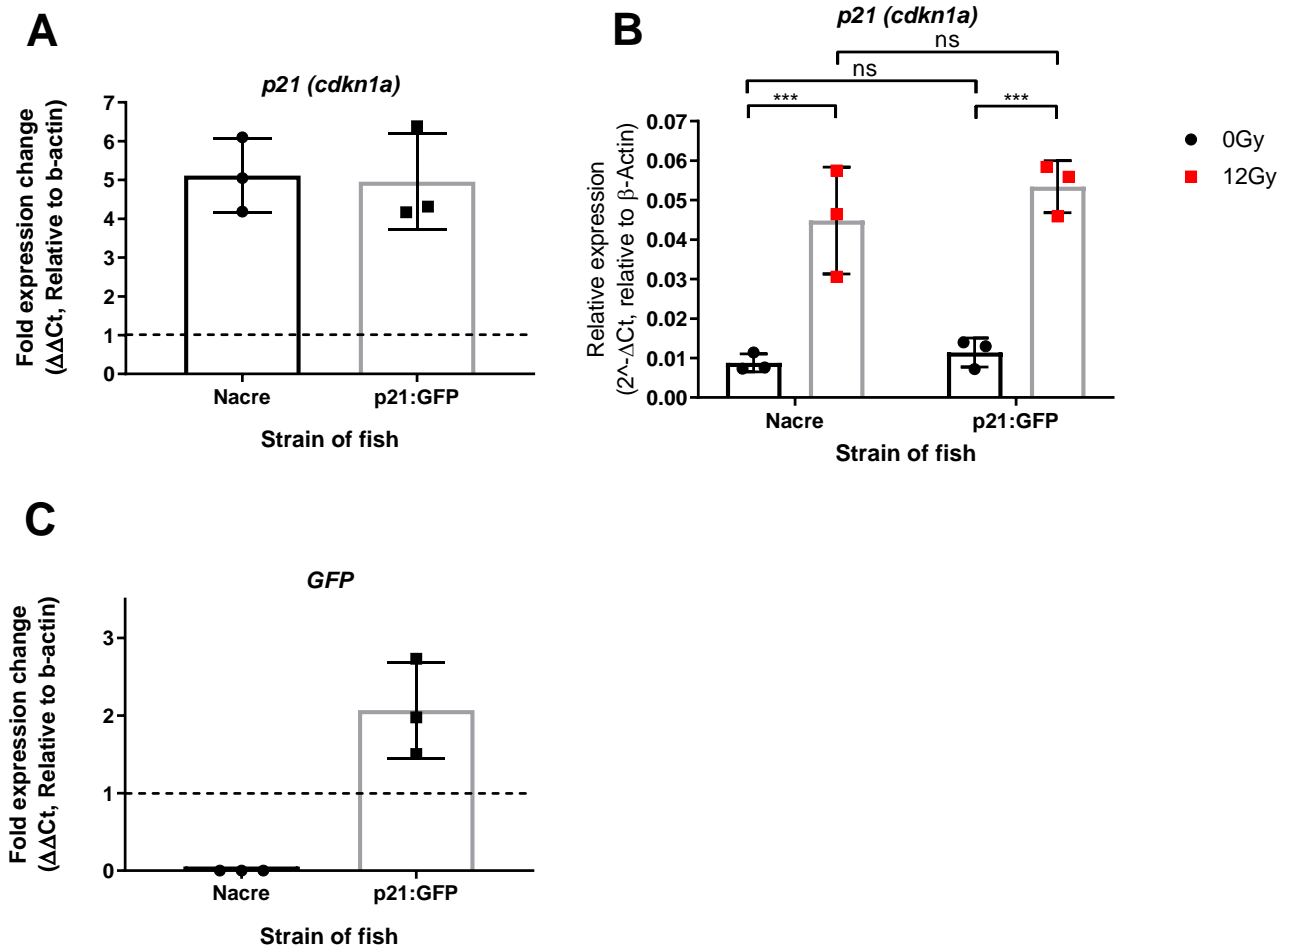 A
p21 (cdkn1a)
Fold expression change
(ΔΔCt, Relative to b-actin)
7
6
5
4
3
2
1
0
Nacre
p21:GFP
Strain of fish
B
p21 (cdkn1a)
ns
ns
***
***
Relative expression
(2^-ΔCt, relative to β-Actin)
0.07
0.06
0.05
0.04
0.03
0.02
0.01
0.00
Nacre
p21:GFP
Strain of fish
0Gy
12Gy
C
GFP
Fold expression change
(ΔΔCt, Relative to b-actin)
3
2
1
0
Nacre
p21:GFP
Strain of fish